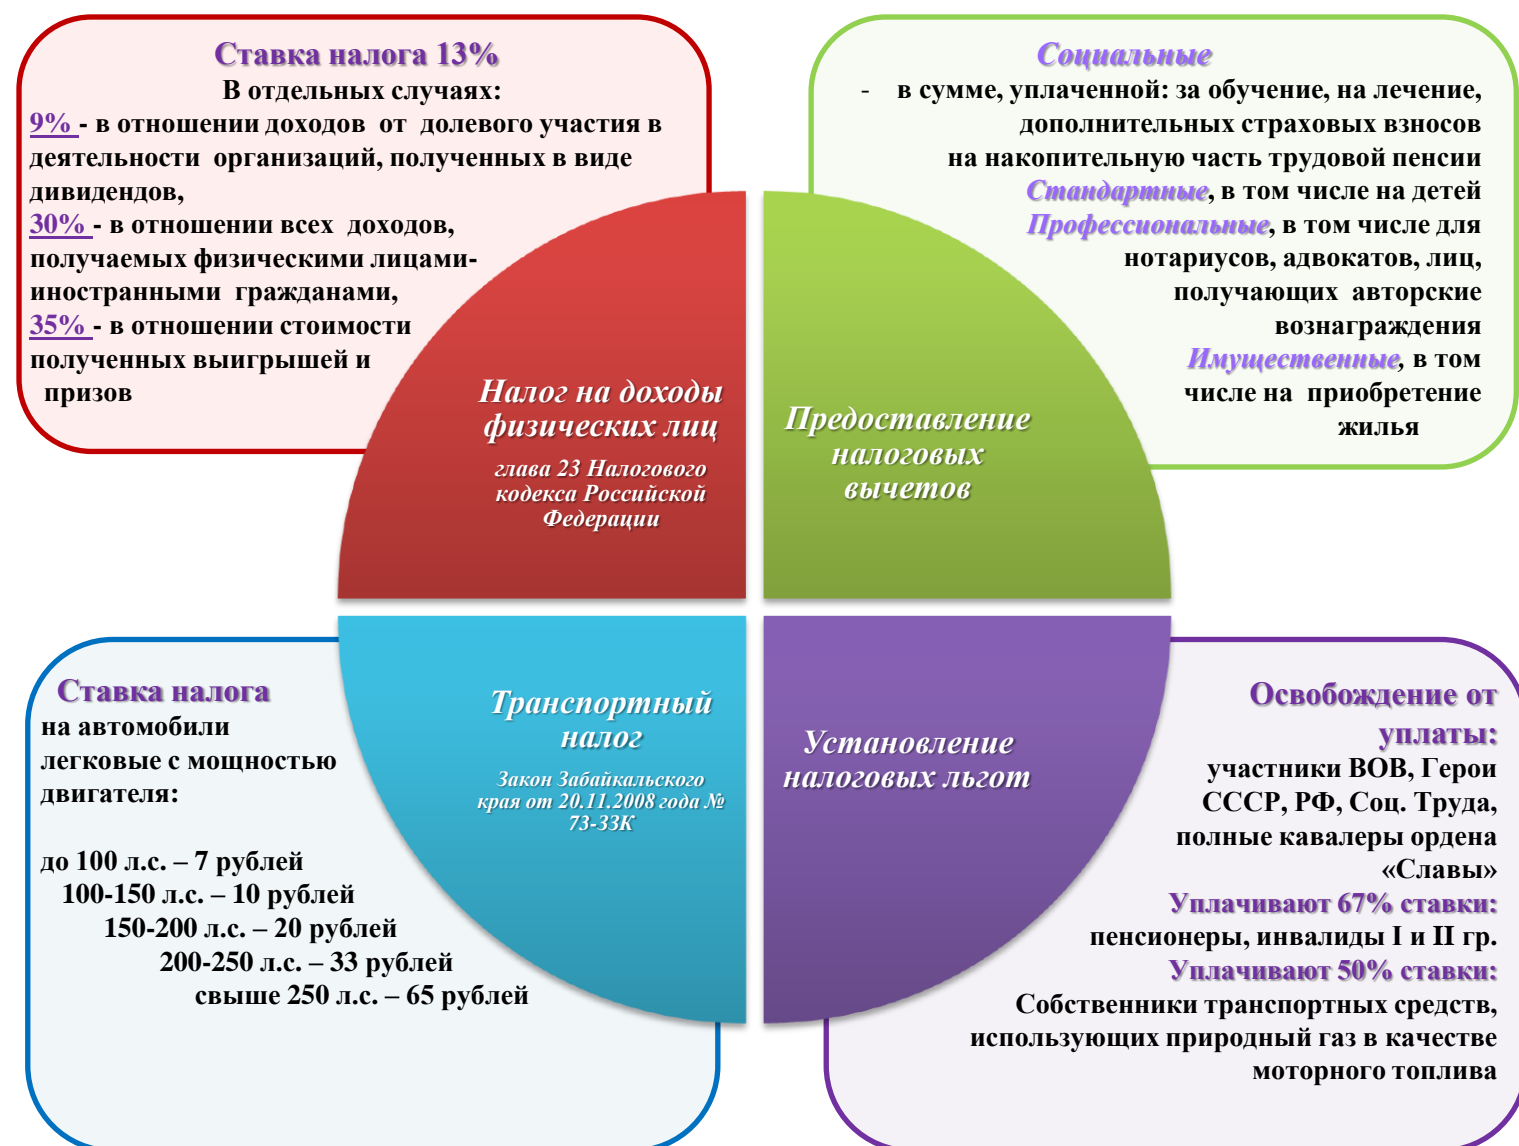 Ставка налога 13%
В отдельных случаях:
9% - в отношении доходов от долевого участия в
деятельности организаций, полученных в виде
дивидендов,
30% - в отношении всех доходов,
получаемых физическими лицами-
иностранными гражданами,
35% - в отношении стоимости
полученных выигрышей и
призов
Налог на доходы
физических лиц
глава 23 Налогового
кодекса Российской
Федерации
Социальные
- в сумме, уплаченной: за обучение, на лечение,
дополнительных страховых взносов
на накопительную часть трудовой пенсии
Стандартные, в том числе на детей
Профессиональные, в том числе для
нотариусов, адвокатов, лиц,
получающих авторские
вознаграждения
Имущественные, в том
числе на приобретение
жилья
Предоставление
налоговых
вычетов
Ставка налога
на автомобили
легковые с мощностью
двигателя:
до 100 л.с. – 7 рублей
100-150 л.с. – 10 рублей
150-200 л.с. – 20 рублей
200-250 л.с. – 33 рублей
свыше 250 л.с. – 65 рублей
Транспортный
налог
Закон Забайкальского
края от 20.11.2008 года №
73-ЗЗК
Установление
налоговых льгот
Освобождение от
уплаты:
участники ВОВ, Герои
СССР, РФ, Соц. Труда,
полные кавалеры ордена
«Славы»
Уплачивают 67% ставки:
пенсионеры, инвалиды I и II гр.
Уплачивают 50% ставки:
Собственники транспортных средств,
использующих природный газ в качестве
моторного топлива